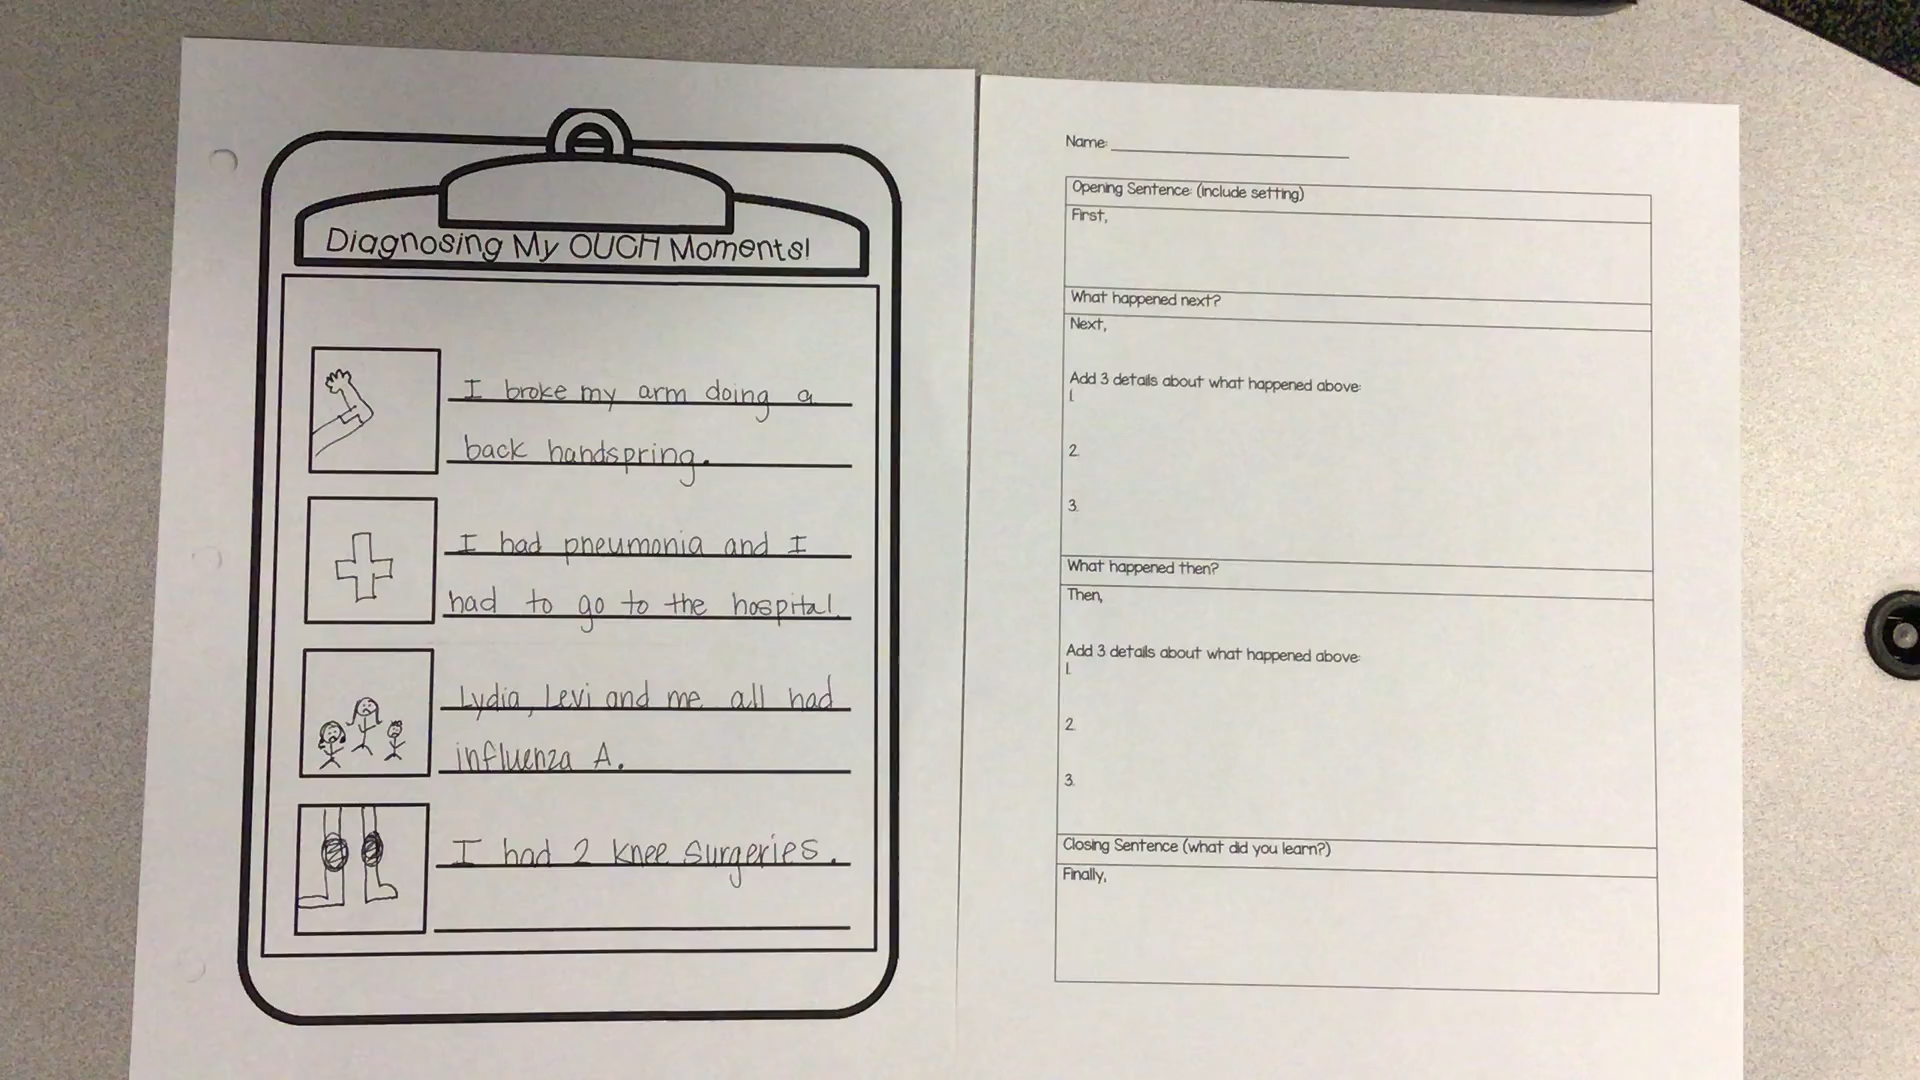 Diagnosing My OUCH Moments!
I broke my arm doing a
back handspring.
I had pneumonia and I
had to go to the hospital.
Lydia, Levi and me all had
influenza A.
I had 2 knee surgeries.
Name:
Opening Sentence: (include setting)
First,
What happened next?
Next,
Add 3 details about what happened above:
1.
2.
3.
What happened then?
Then,
Add 3 details about what happened above:
1.
2.
3.
Closing Sentence (what did you learn?)
Finally,